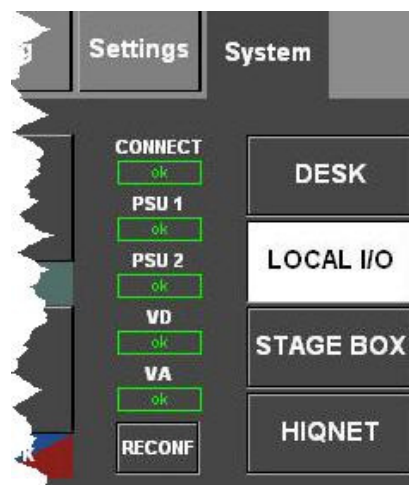 Settings
System
CONNECT
ok
PSU 1
ok
PSU 2
ok
VD
ok
VA
ok
RECONF
DESK
LOCAL I/O
STAGE BOX
HIQNET